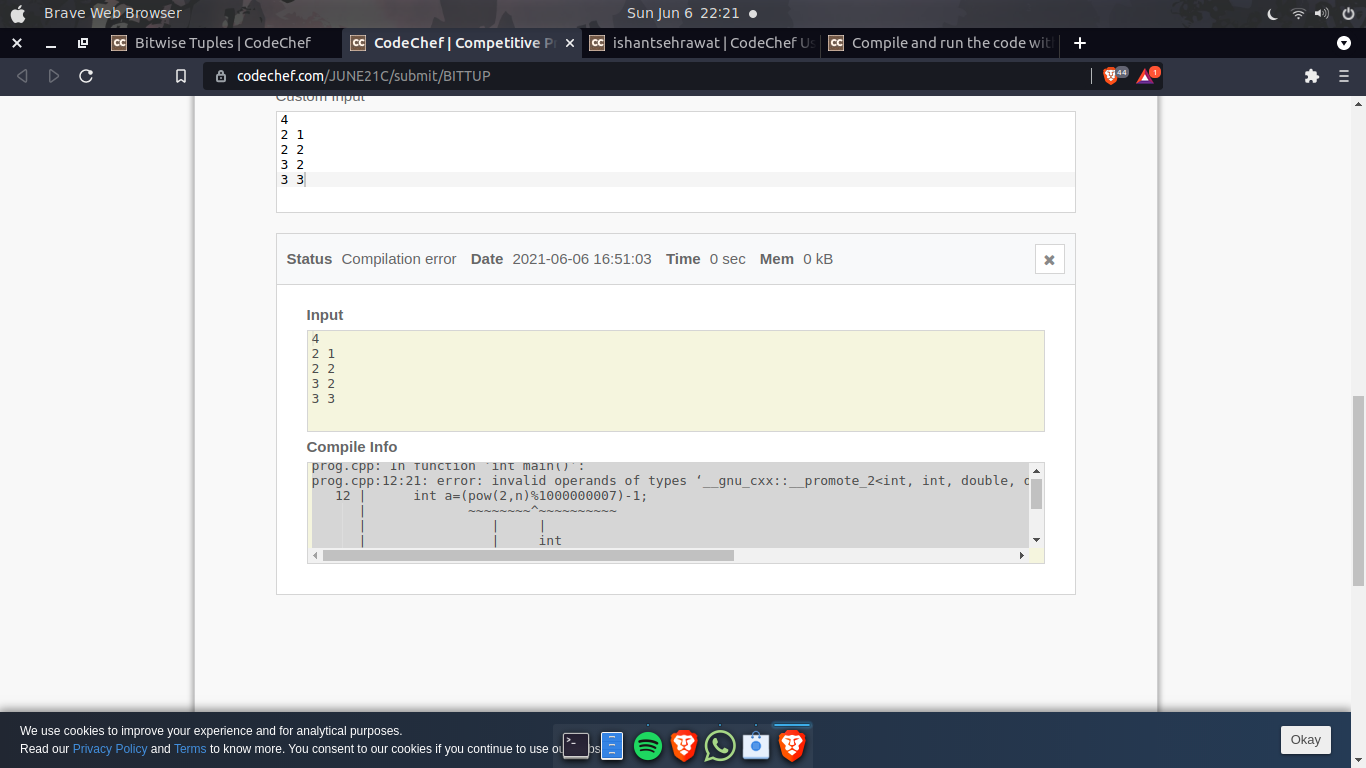 Brave Web Browser
Sun Jun 6 22:21
Bitwise Tuples | CodeChef
CodeChef | Competitive P
ishantsehrawat | CodeChef Us
Compile and run the code wit
codechef.com/JUNE21C/submit/BITTUP
44
1
Custom Input
4
2 1
2 2
3 2
3 3
Status Compilation error Date 2021-06-06 16:51:03 Time 0 sec Mem 0 kB
Input
4
2 1
2 2
3 2
3 3
Compile Info
prog.cpp: In function 'int main()':
prog.cpp:12:21: error: invalid operands of types ‘__gnu_cxx::__promote_2<int, int, double, d
12 | int a=(pow(2,n)%1000000007)-1;
| ~~~~~~~~^~~~~~~~~~~
| | |
| | int
We use cookies to improve your experience and for analytical purposes.
Read our Privacy Policy and Terms to know more. You consent to our cookies if you continue to use ou
Okay